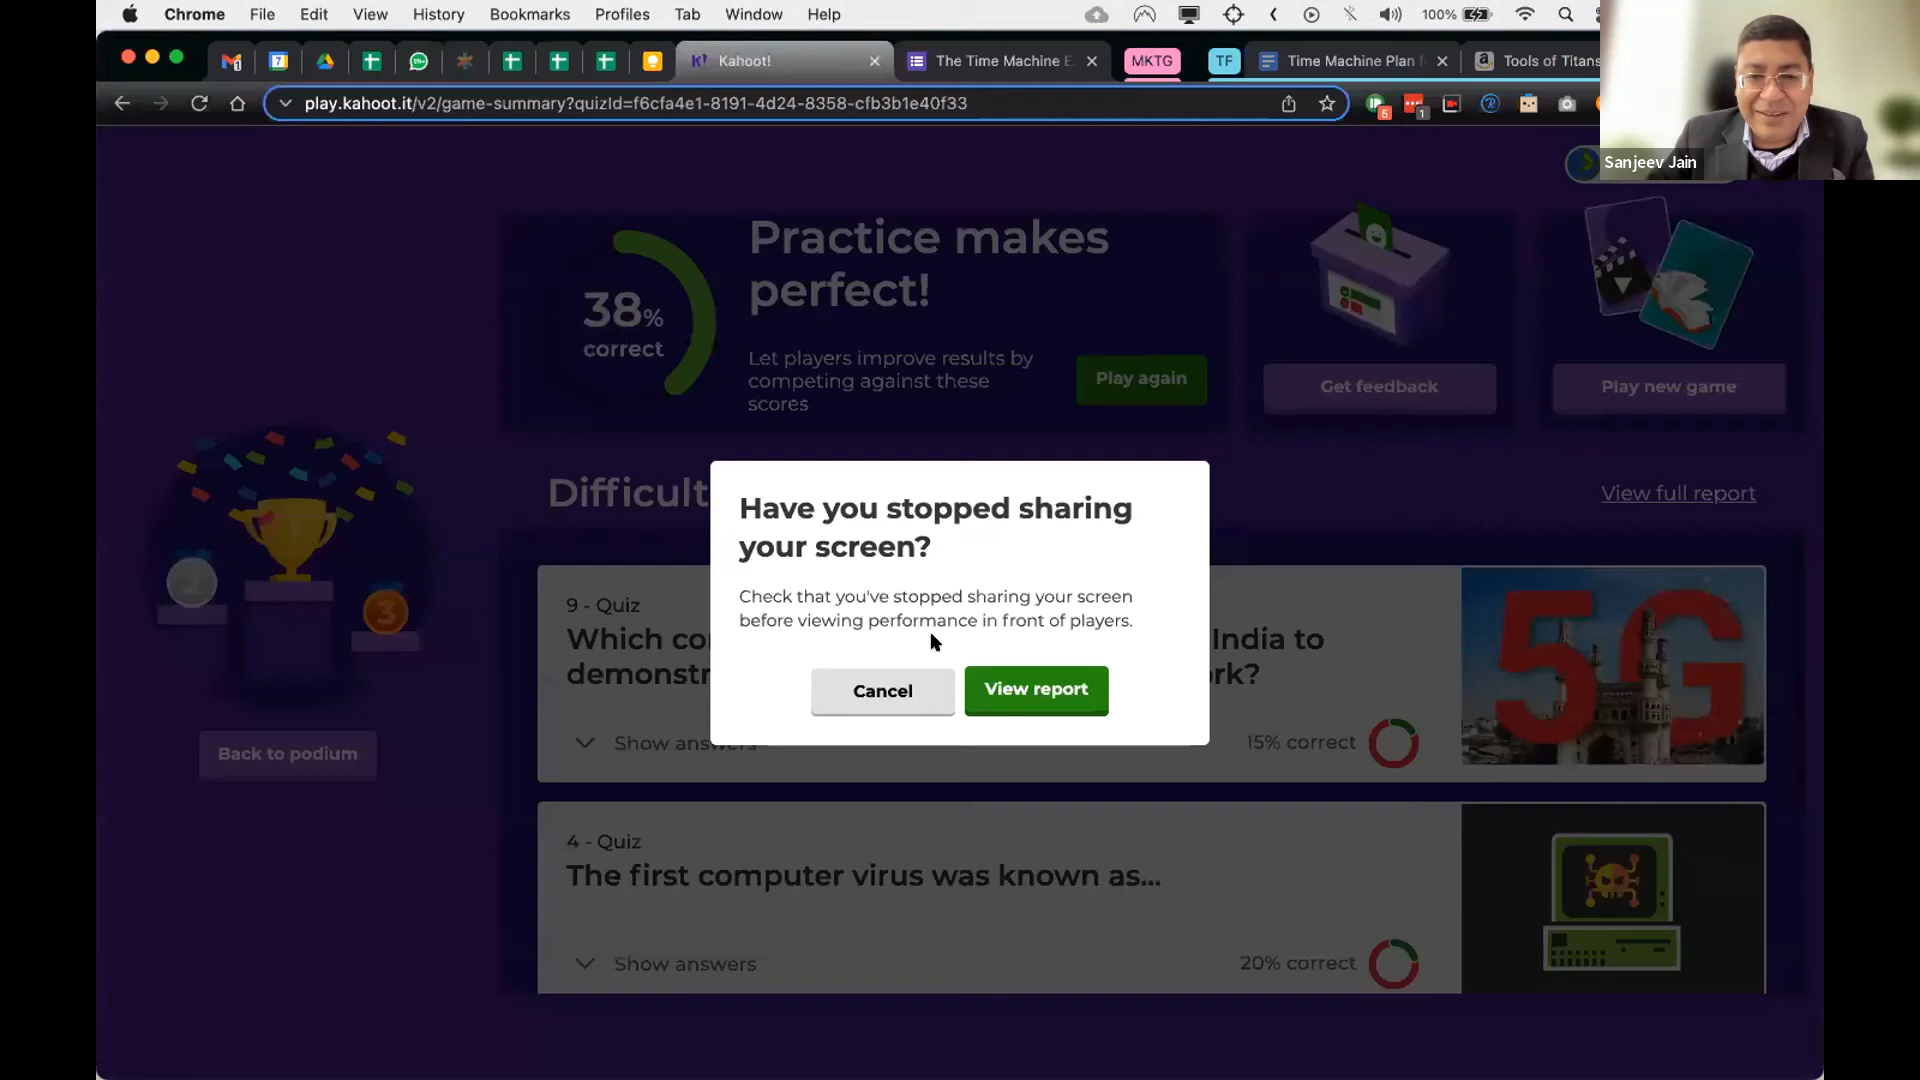 Chrome File Edit View History Bookmarks Profiles Tab Window Help 100%
Kahoot! The Time Machine E MKTG TF Time Machine Plan Tools of Titans
play.kahoot.it/v2/game-summary?quizId=f6cfa4e1-8191-4d24-8358-cfb3b1e40f33 5 1
Sanjeev Jain
Practice makes
perfect!
38%
correct
Let players improve results by
competing against these
scores
Play again
Get feedback
Play new game
Difficult
View full report
Have you stopped sharing
your screen?
Check that you've stopped sharing your screen
before viewing performance in front of players.
Cancel
View report
9 - Quiz
Which India to
Show answers
15% correct
5G
Back to podium
4 - Quiz
The first computer virus was known as...
Show answers
20% correct